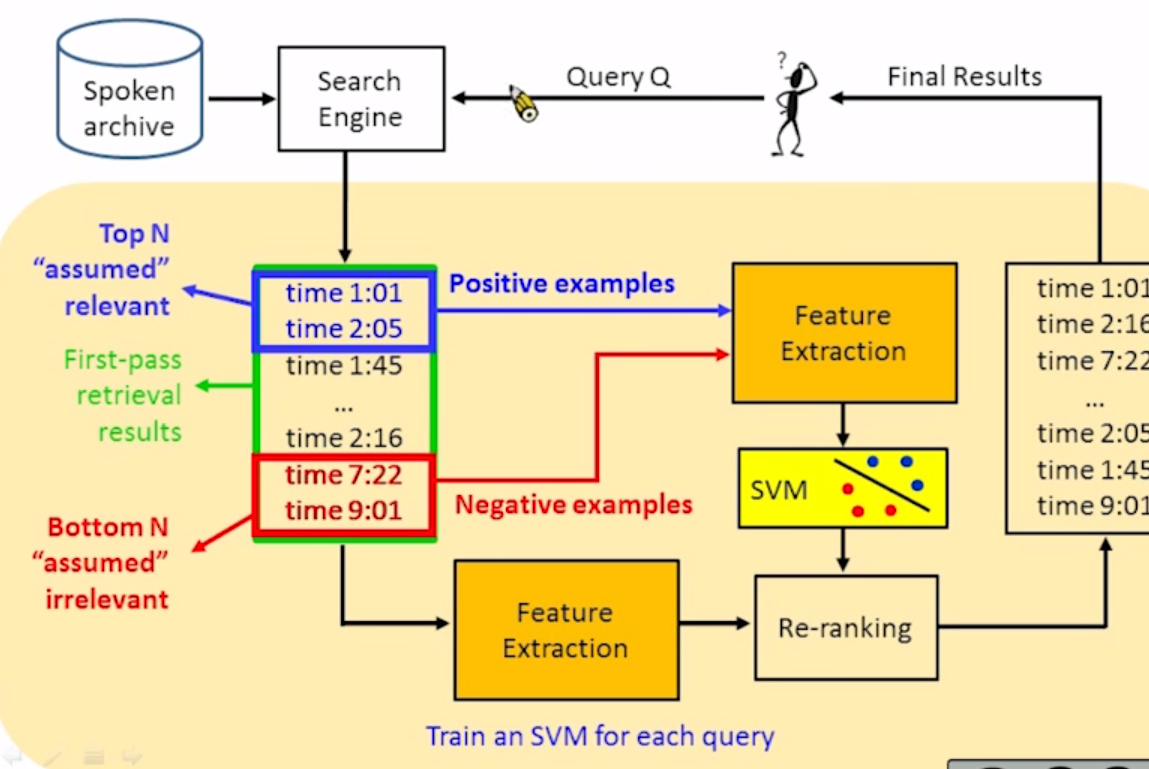 Spoken
archive
Search
Engine
Query Q
?
Final Results
Top N
“assumed”
relevant
First-pass
retrieval
results
Bottom N
“assumed”
irrelevant
time 1:01
time 2:05
time 1:45
...
time 2:16
time 7:22
time 9:01
Positive examples
Negative examples
Feature
Extraction
SVM
Feature
Extraction
Re-ranking
time 1:01
time 2:16
time 7:22
...
time 2:05
time 1:45
time 9:01
Train an SVM for each query